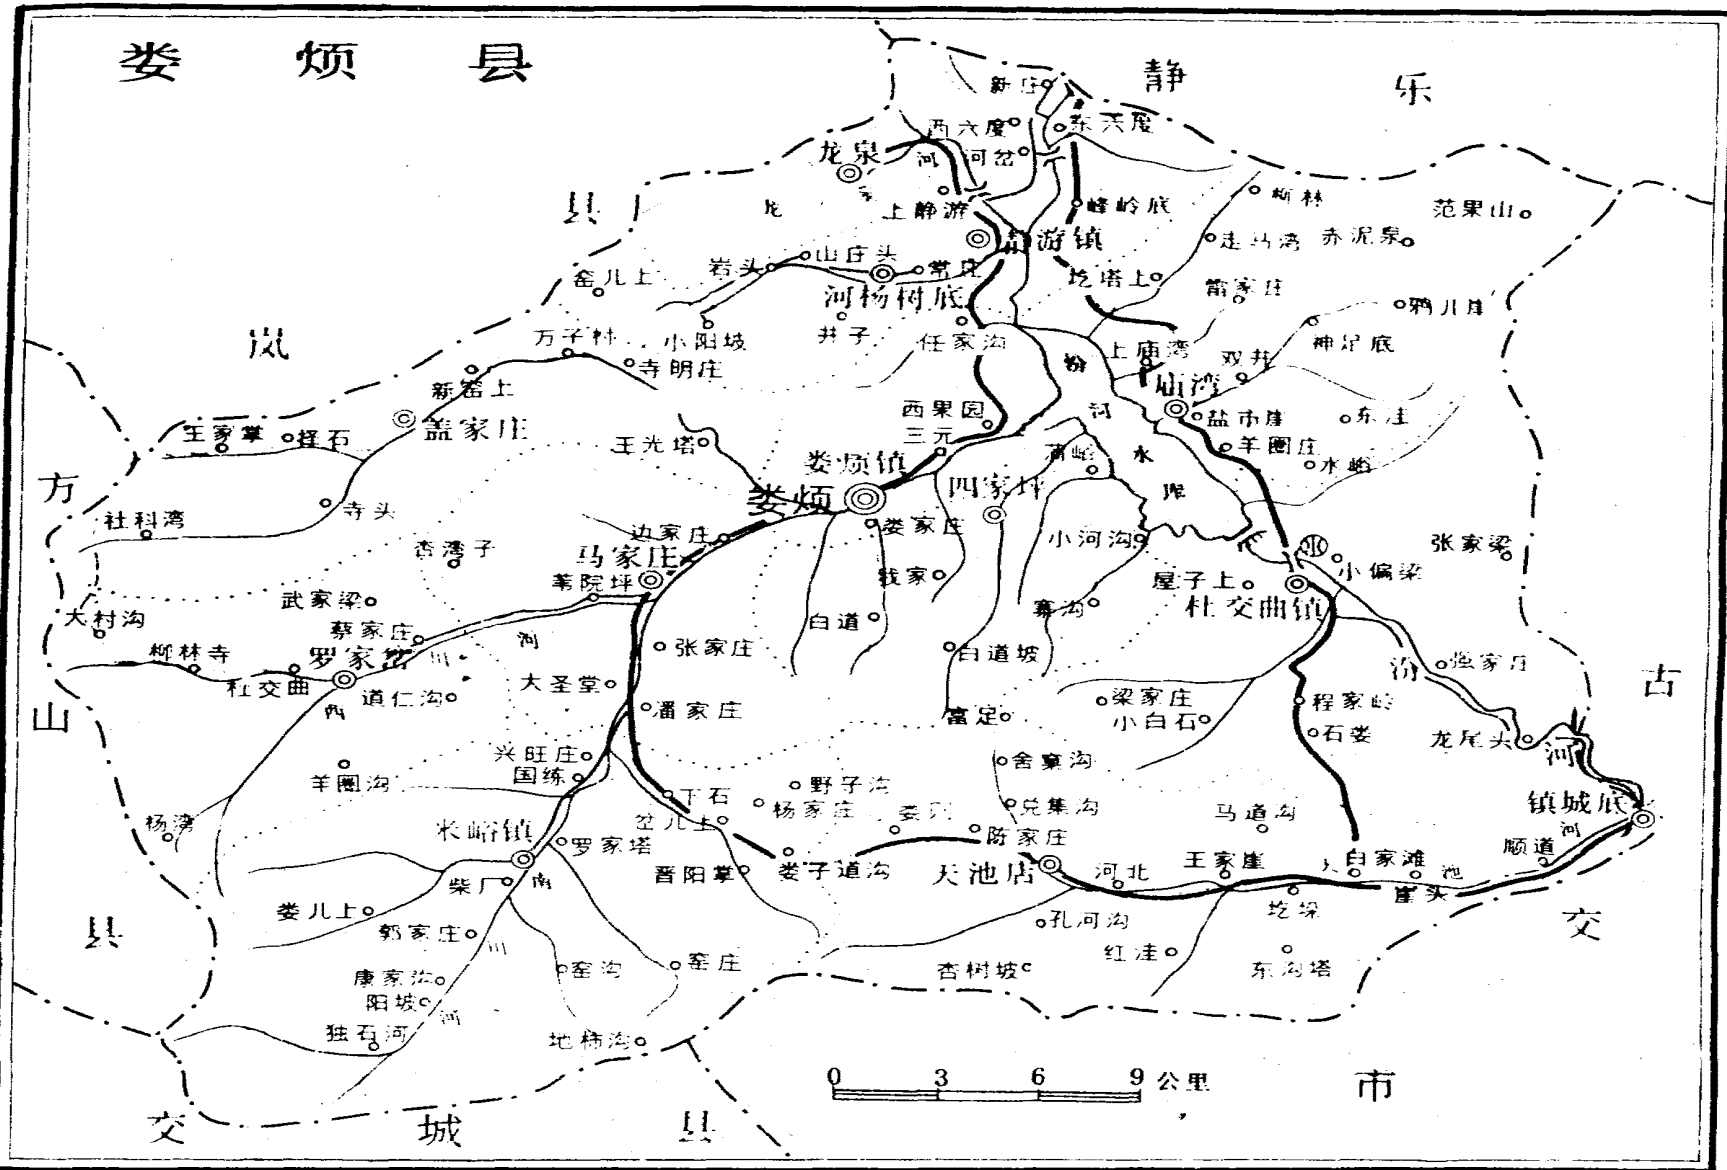 娄烦县
静乐
新庄
西六度
东六度
龙泉
河
河岔
县
龙
上静游
峰岭底
柳林
范果山
静游镇
走马湾
赤泥泉
山庄头
岩头
常庄
窑儿上
圪塔上
雷家庄
河杨树底
鸦儿崖
岚
万子村
小阳坡
井子
任家沟
汾
上庙湾
双井
神足底
寺明庄
新窑上
庙湾
盖家庄
西果园
河
盐市崖
东庄
王家掌
择石
王光塔
三元
羊圈庄
娄烦镇
蒲峪
水
水峪
方
娄烦
四家坪
库
寺头
社科湾
边家庄
娄家庄
小河沟
张家梁
杏湾子
马家庄
苇院坪
钱家
屋子上
小偏梁
武家梁
寨沟
杜交曲镇
大村沟
蔡家庄
河
白道
柳林寺
罗家岔
川
张家庄
白道坡
汾
强家庄
古
杜交曲
西
道仁沟
大圣堂
梁家庄
程家岭
山
潘家庄
富足
小白石
石娄
龙尾头
兴旺庄
河
国练
舍窠沟
羊圈沟
下石
野子沟
杨家庄
兑集沟
马道沟
镇城底
杨湾
米峪镇
罗家塔
岔儿上
陈家庄
河
顺道
晋阳掌
娄子道沟
天池店
河北
王家崖
白家滩
池
柴厂
南
崖头
县
娄儿上
圪垛
郭家庄
川
孔河沟
交
红洼
康家沟
窑沟
窑庄
杏树坡
东沟塔
阳坡
河
独石河
地柿沟
0 3 6 9 公里
市
交城县